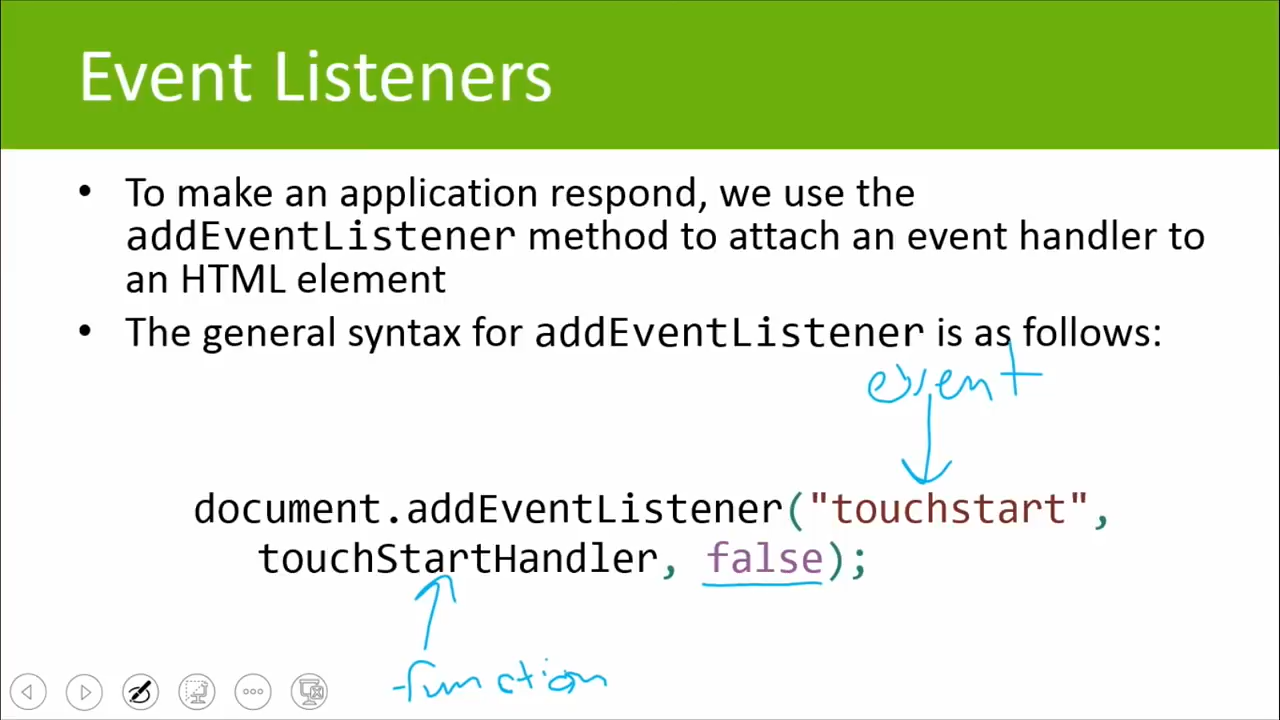 Event Listeners
• To make an application respond, we use the
addEventListener method to attach an event handler to
an HTML element
• The general syntax for addEventListener is as follows:
event
document.addEventListener("touchstart",
touchStartHandler, false);
function